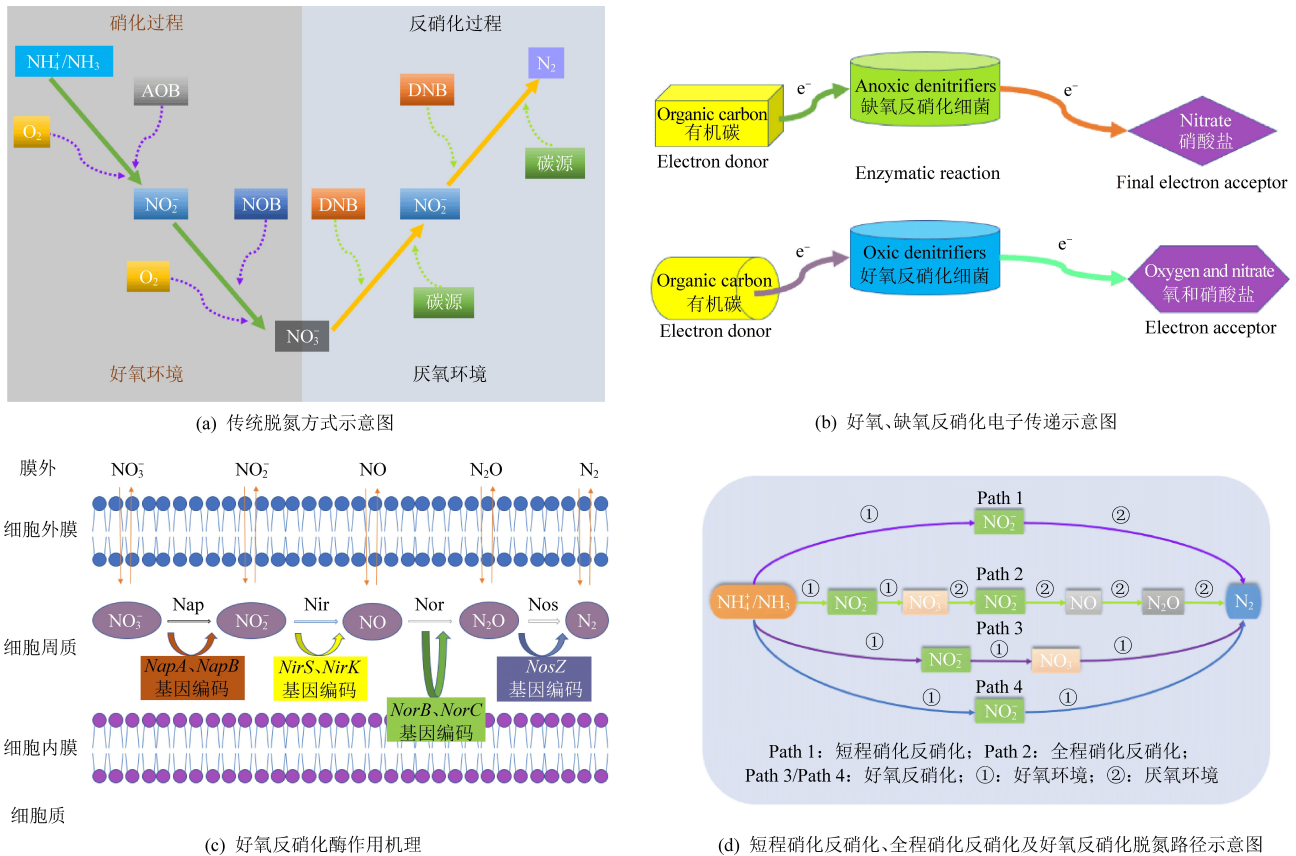 硝化过程
反硝化过程
NH₄⁺/NH₃
AOB
O₂
NO₂⁻
NOB
O₂
NO₃⁻
DNB
N₂
碳源
DNB
NO₂⁻
碳源
好氧环境
厌氧环境
(a) 传统脱氮方式示意图
Organic carbon
有机碳
Electron donor
e⁻
Anoxic denitrifiers
缺氧反硝化细菌
Enzymatic reaction
e⁻
Nitrate
硝酸盐
Final electron acceptor
Organic carbon
有机碳
Electron donor
e⁻
Oxic denitrifiers
好氧反硝化细菌
e⁻
Oxygen and nitrate
氧和硝酸盐
Electron acceptor
(b) 好氧、缺氧反硝化电子传递示意图
膜外
NO₃⁻ NO₂⁻ NO N₂O N₂
细胞外膜
细胞周质
NO₃⁻ Nap NO₂⁻ Nir NO Nor N₂O Nos N₂
NapA、NapB
基因编码
NirS、NirK
基因编码
NorB、NorC
基因编码
NosZ
基因编码
细胞内膜
细胞质
(c) 好氧反硝化酶作用机理
Path 1
① NO₂⁻ ②
Path 2
NH₄⁺/NH₃ ① NO₂⁻ ① NO₃⁻ ② NO₂⁻ ② NO ② N₂O ② N₂
Path 3
① NO₂⁻ ① NO₃⁻ ①
Path 4
① NO₂⁻ ①
Path 1：短程硝化反硝化；Path 2：全程硝化反硝化；
Path 3/Path 4：好氧反硝化；①：好氧环境；②：厌氧环境
(d) 短程硝化反硝化、全程硝化反硝化及好氧反硝化脱氮路径示意图